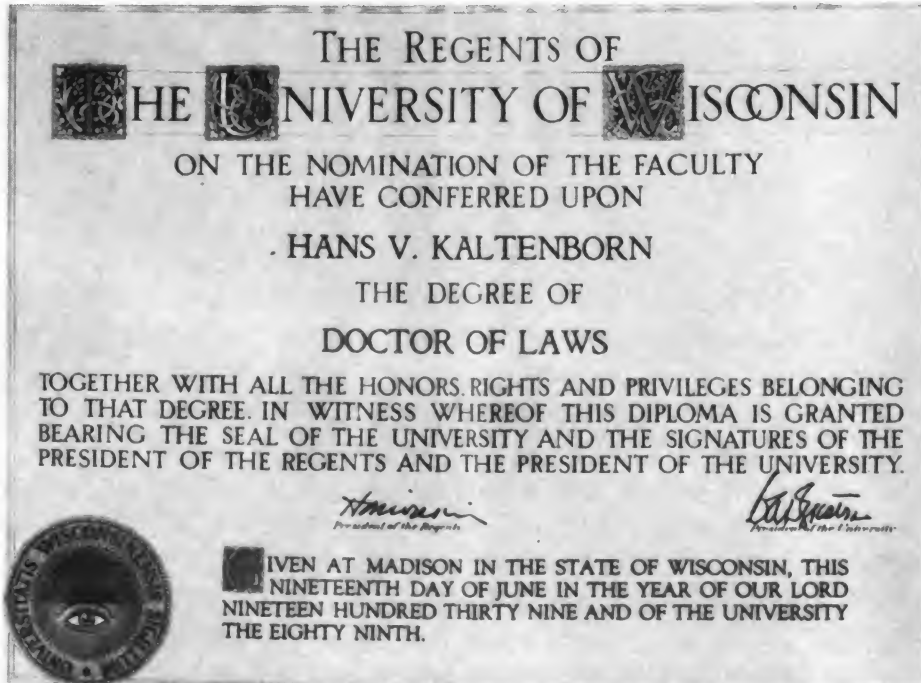 THE REGENTS OF
THE UNIVERSITY OF WISCONSIN
ON THE NOMINATION OF THE FACULTY
HAVE CONFERRED UPON
HANS V. KALTENBORN
THE DEGREE OF
DOCTOR OF LAWS
TOGETHER WITH ALL THE HONORS, RIGHTS AND PRIVILEGES BELONGING
TO THAT DEGREE. IN WITNESS WHEREOF THIS DIPLOMA IS GRANTED
BEARING THE SEAL OF THE UNIVERSITY AND THE SIGNATURES OF THE
PRESIDENT OF THE REGENTS AND THE PRESIDENT OF THE UNIVERSITY.
President of the Regents
President of the University
GIVEN AT MADISON IN THE STATE OF WISCONSIN, THIS
NINETEENTH DAY OF JUNE IN THE YEAR OF OUR LORD
NINETEEN HUNDRED THIRTY NINE AND OF THE UNIVERSITY
THE EIGHTY NINTH.
UNIVERSITATIS WISCONSINENSIS SIGILLUM